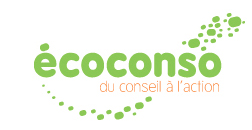 écoconso
du conseil à l'action